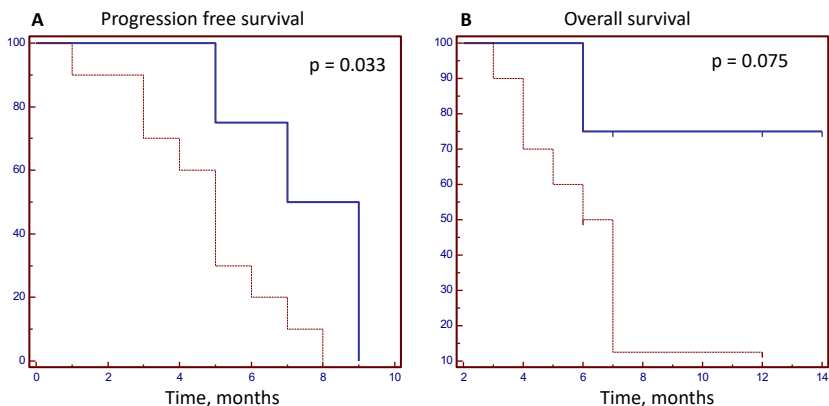 A Progression free survival
100
80
60
40
20
0
p = 0.033
0 2 4 6 8 10
Time, months
B Overall survival
100
90
80
70
60
50
40
30
20
10
p = 0.075
2 4 6 8 10 12 14
Time, months